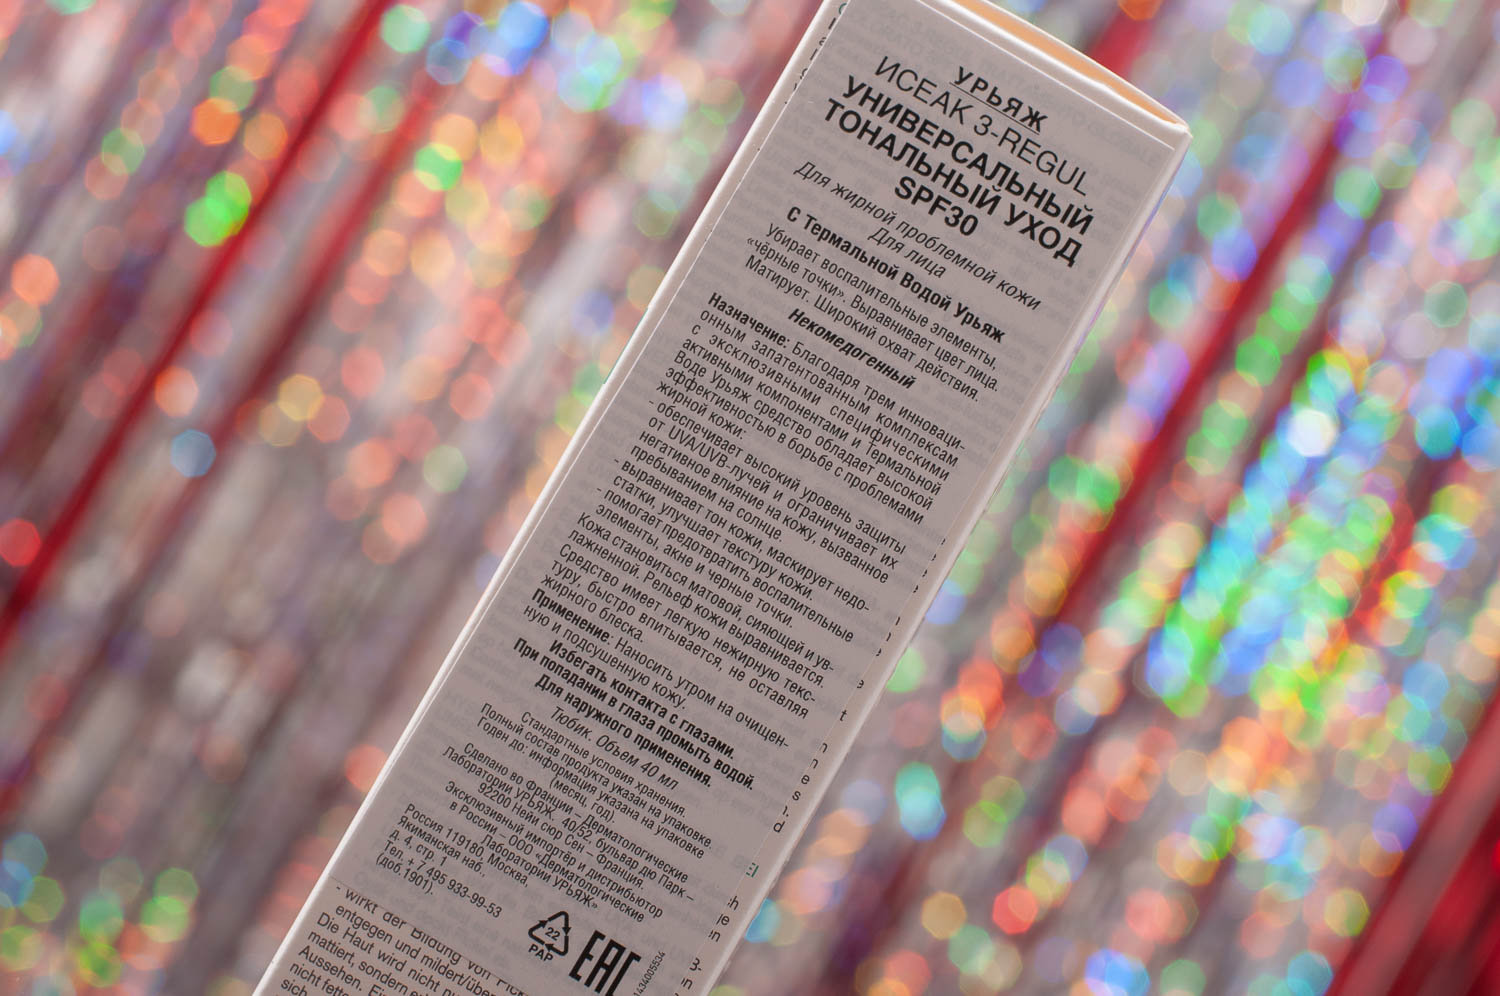 УРЬЯЖ
ИСЕАК 3-REGUL
УНИВЕРСАЛЬНЫЙ
ТОНАЛЬНЫЙ УХОД
SPF30
Для жирной проблемной кожи
Для лица
С Термальной Водой Урьяж
Убирает воспалительные элементы,
«чёрные точки». Выравнивает цвет лица.
Матирует. Широкий охват действия.
Некомедогенный
Назначение: Благодаря трем инноваци-
онным запатентованным комплексам
с эксклюзивными специфическими
активными компонентами и Термальной
Воде Урьяж средство обладает высокой
эффективностью в борьбе с проблемами
жирной кожи:
- обеспечивает высокий уровень защиты
от UVA/UVB-лучей и ограничивает их
негативное влияние на кожу, вызванное
пребыванием на солнце.
- выравнивает тон кожи, маскирует недо-
статки, улучшает текстуру кожи.
- помогает предотвратить воспалительные
элементы, акне и черные точки.
Кожа становиться матовой, сияющей и ув-
лажненной. Рельеф кожи выравнивается.
Средство имеет легкую нежирную текс-
туру, быстро впитывается, не оставляя
жирного блеска.
Применение: Наносить утром на очищен-
ную и подсушенную кожу.
Избегать контакта с глазами.
При попадании в глаза промыть водой.
Для наружного применения.
Тюбик. Объем 40 мл
Стандартные условия хранения.
Полный состав продукта указан на упаковке.
Годен до: информация указана на упаковке
(месяц, год).
Сделано во Франции – Дерматологические
Лаборатории УРЬЯЖ. 40/52, бульвар дю Парк –
92200 Нейи сюр Сен – Франция.
Эксклюзивный импортёр и дистрибьютор
в России – ООО «Дерматологические
Лаборатории УРЬЯЖ»
Россия 119180, Москва,
Якиманская наб.,
д. 4, стр. 1
Тел. + 7 495 933-99-53
(доб.1901).
22
PAP
EAC
1434005534
- wirkt der Bildung von
entgegen und mildert/über
Die Haut wird nicht nu
mattiert, sondern
Aussehen.
nicht fette
sich